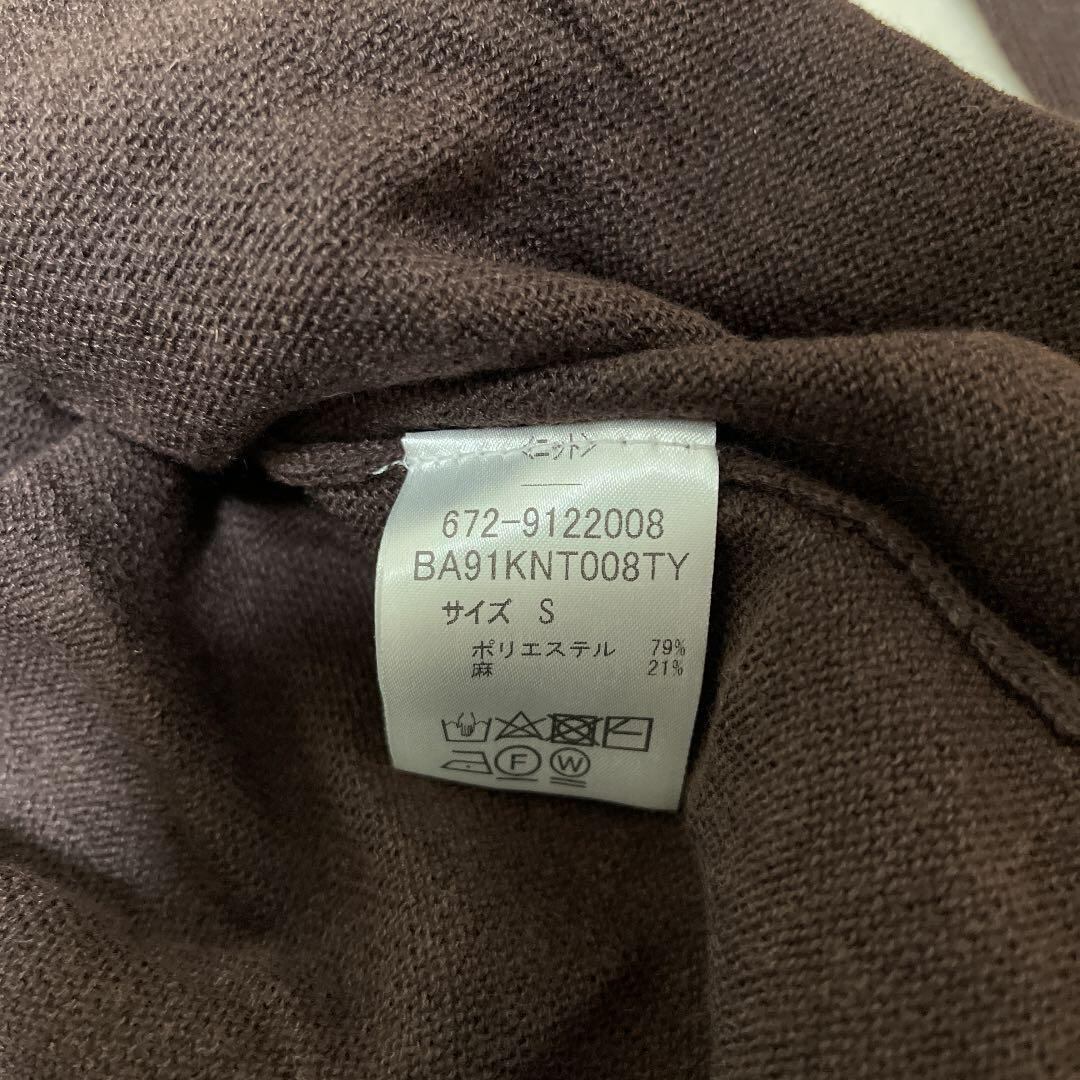 〈ニット〉
672-9122008
BA91KNT008TY
サイズ S
ポリエステル 79%
麻 21%
F W